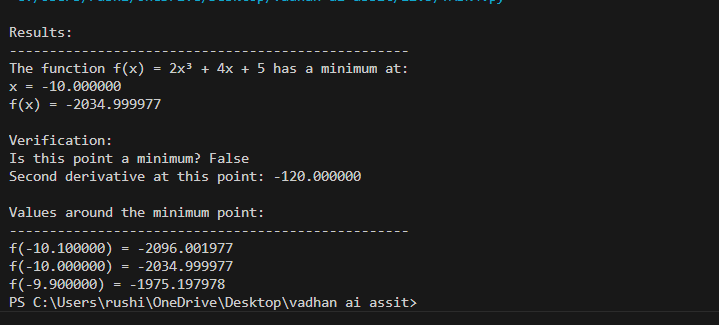 Results:
--------------------------------------------------
The function f(x) = 2x³ + 4x + 5 has a minimum at:
x = -10.000000
f(x) = -2034.999977
Verification:
Is this point a minimum? False
Second derivative at this point: -120.000000
Values around the minimum point:
--------------------------------------------------
f(-10.100000) = -2096.001977
f(-10.000000) = -2034.999977
f(-9.900000) = -1975.197978
PS C:\Users\rushi\OneDrive\Desktop\vadhan ai assit>